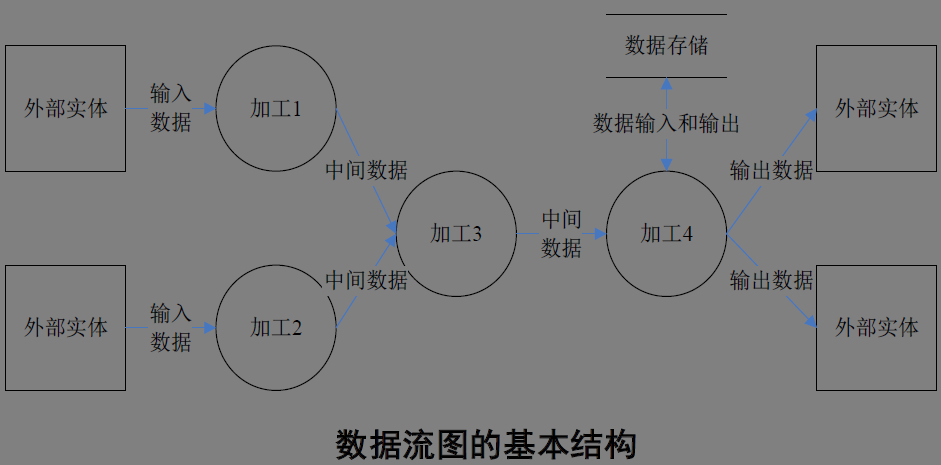 数据存储
外部实体
输入
数据
加工1
数据输入和输出
外部实体
中间数据
输出数据
加工3
中间
数据
加工4
中间数据
输出数据
外部实体
输入
数据
加工2
外部实体
数据流图的基本结构